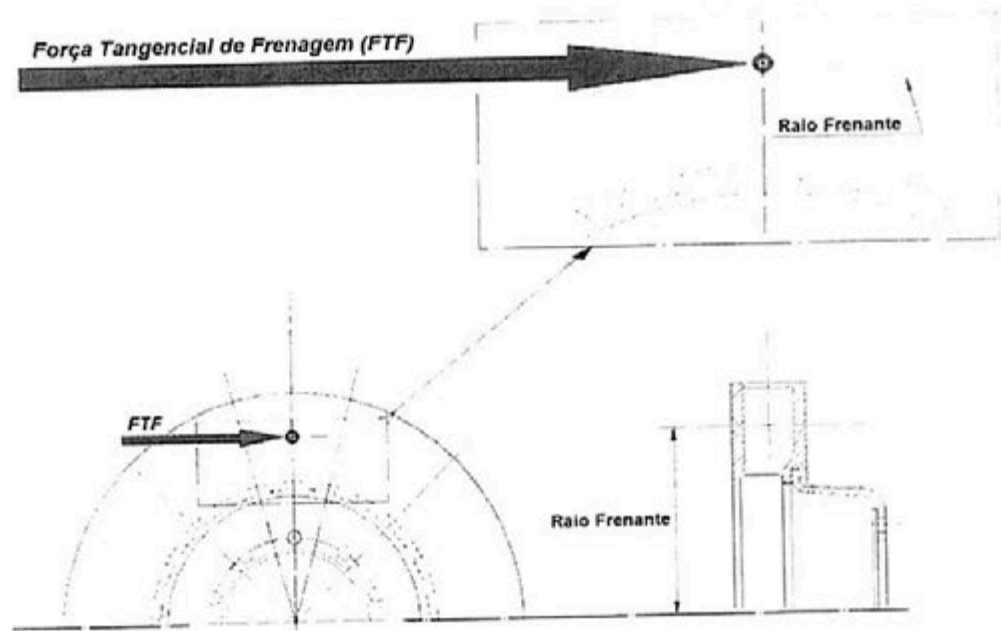 Força Tangencial de Frenagem (FTF)
Raio Frenante
FTF
Raio Frenante